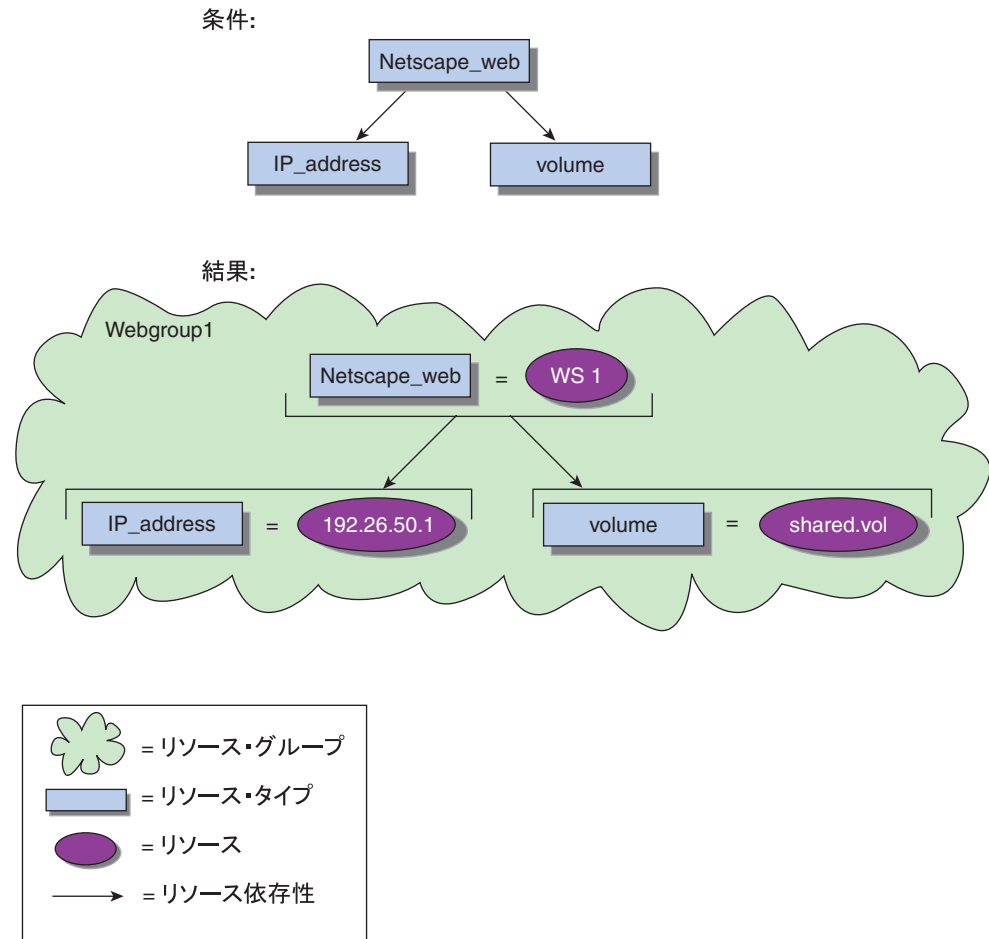 条件:
Netscape_web
IP_address
volume
結果:
Webgroup1
Netscape_web = WS 1
IP_address = 192.26.50.1
volume = shared.vol
= リソース・グループ
= リソース・タイプ
= リソース
= リソース依存性